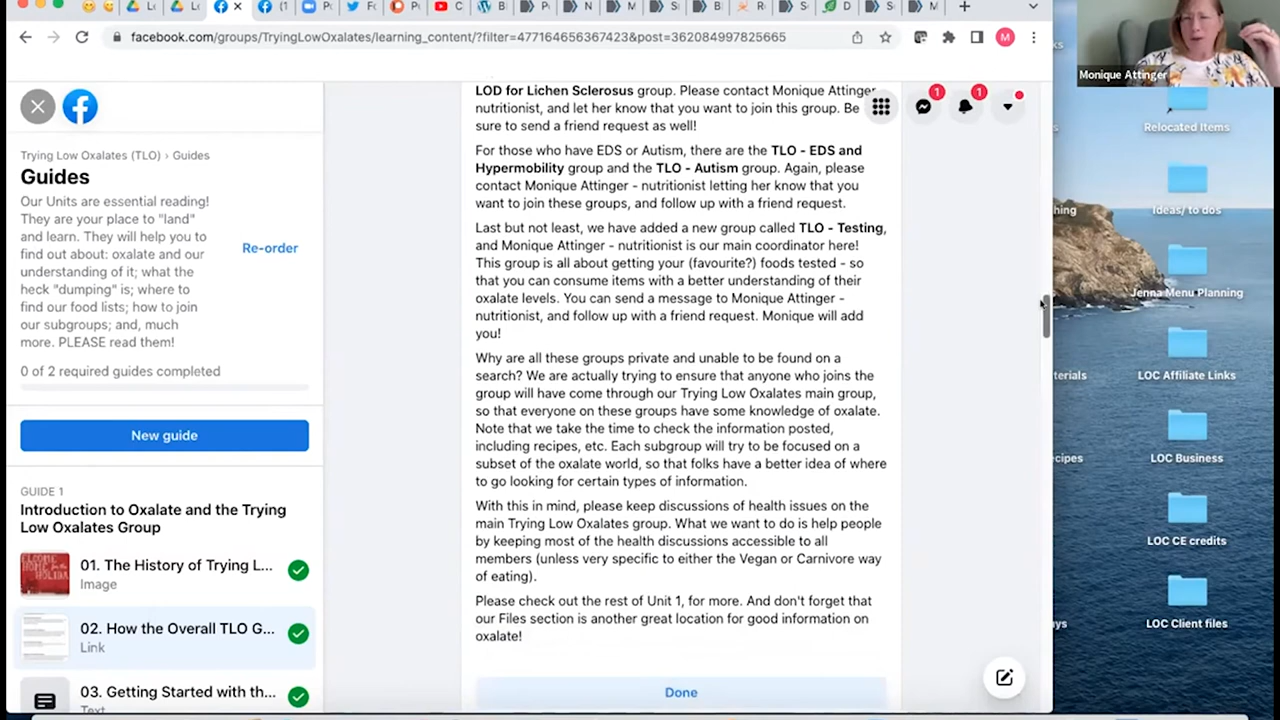 facebook.com/groups/TryingLowOxalates/learning_content/?filter=477164656367423&post=362084997825665
M
Monique Attinger
Trying Low Oxalates (TLO) › Guides
Guides
Our Units are essential reading!
They are your place to "land"
and learn. They will help you to
find out about: oxalate and our
understanding of it; what the
heck "dumping" is; where to
find our food lists; how to join
our subgroups; and, much
more. PLEASE read them!
Re-order
0 of 2 required guides completed
New guide
GUIDE 1
Introduction to Oxalate and the Trying
Low Oxalates Group
01. The History of Trying L...
Image
02. How the Overall TLO G...
Link
03. Getting Started with th...
Text
LOD for Lichen Sclerosus group. Please contact Monique Attinger
nutritionist, and let her know that you want to join this group. Be
sure to send a friend request as well!
For those who have EDS or Autism, there are the TLO - EDS and
Hypermobility group and the TLO - Autism group. Again, please
contact Monique Attinger - nutritionist letting her know that you
want to join these groups, and follow up with a friend request.
Last but not least, we have added a new group called TLO - Testing,
and Monique Attinger - nutritionist is our main coordinator here!
This group is all about getting your (favourite?) foods tested - so
that you can consume items with a better understanding of their
oxalate levels. You can send a message to Monique Attinger -
nutritionist, and follow up with a friend request. Monique will add
you!
Why are all these groups private and unable to be found on a
search? We are actually trying to ensure that anyone who joins the
group will have come through our Trying Low Oxalates main group,
so that everyone on these groups have some knowledge of oxalate.
Note that we take the time to check the information posted,
including recipes, etc. Each subgroup will try to be focused on a
subset of the oxalate world, so that folks have a better idea of where
to go looking for certain types of information.
With this in mind, please keep discussions of health issues on the
main Trying Low Oxalates group. What we want to do is help people
by keeping most of the health discussions accessible to all
members (unless very specific to either the Vegan or Carnivore way
of eating).
Please check out the rest of Unit 1, for more. And don't forget that
our Files section is another great location for good information on
oxalate!
Done
1
1
Relocated Items
Ideas/ to dos
Jenna Menu Planning
LOC Affiliate Links
LOC Business
LOC CE credits
LOC Client files